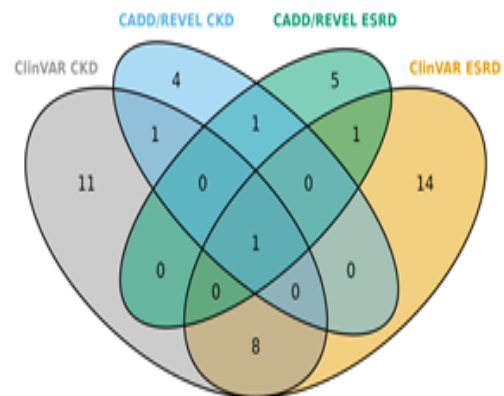 CADD/REVEL CKD CADD/REVEL ESRD
ClinVAR CKD ClinVAR ESRD
4 5
1 1 1
11 0 0 14
1
0 0
0 0
8